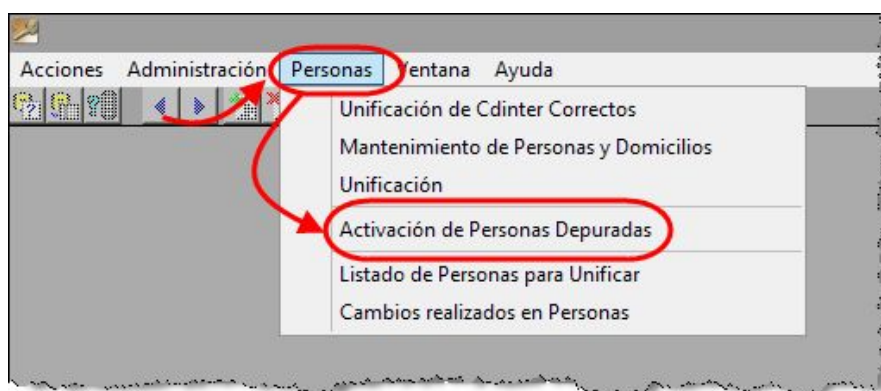 Acciones Administración Personas Ventana Ayuda
Unificación de Cdinter Correctos
Mantenimiento de Personas y Domicilios
Unificación
Activación de Personas Depuradas
Listado de Personas para Unificar
Cambios realizados en Personas